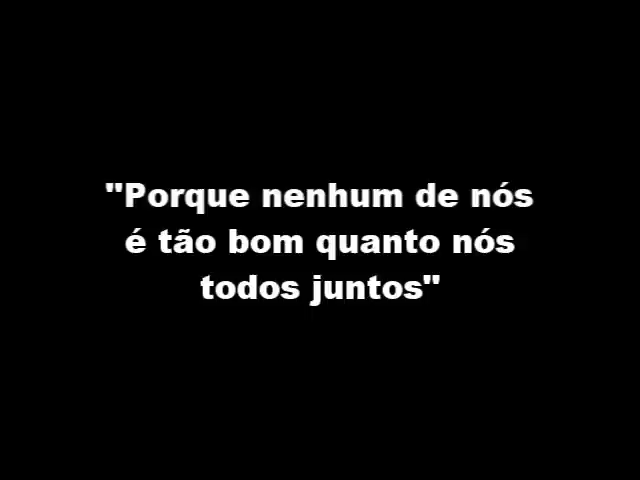 "Porque nenhum de nós
é tão bom quanto nós
todos juntos"